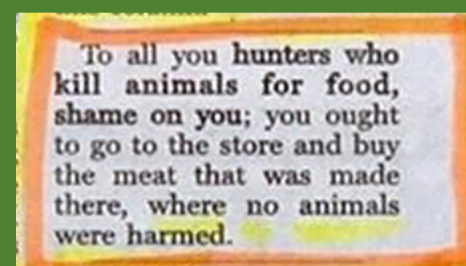 To all you hunters who
kill animals for food,
shame on you; you ought
to go to the store and buy
the meat that was made
there, where no animals
were harmed.